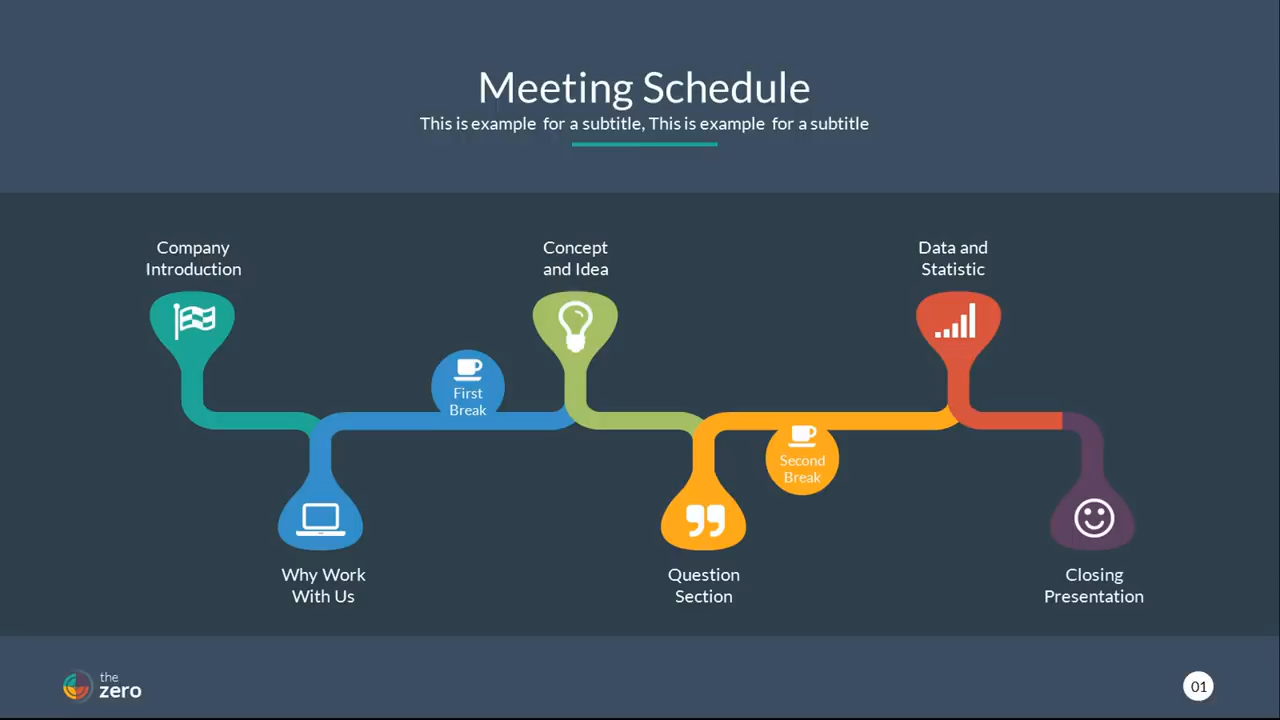 Meeting Schedule
This is example for a subtitle, This is example for a subtitle
Company
Introduction
Concept
and Idea
Data and
Statistic
First
Break
Second
Break
Why Work
With Us
Question
Section
Closing
Presentation
the
zero
01